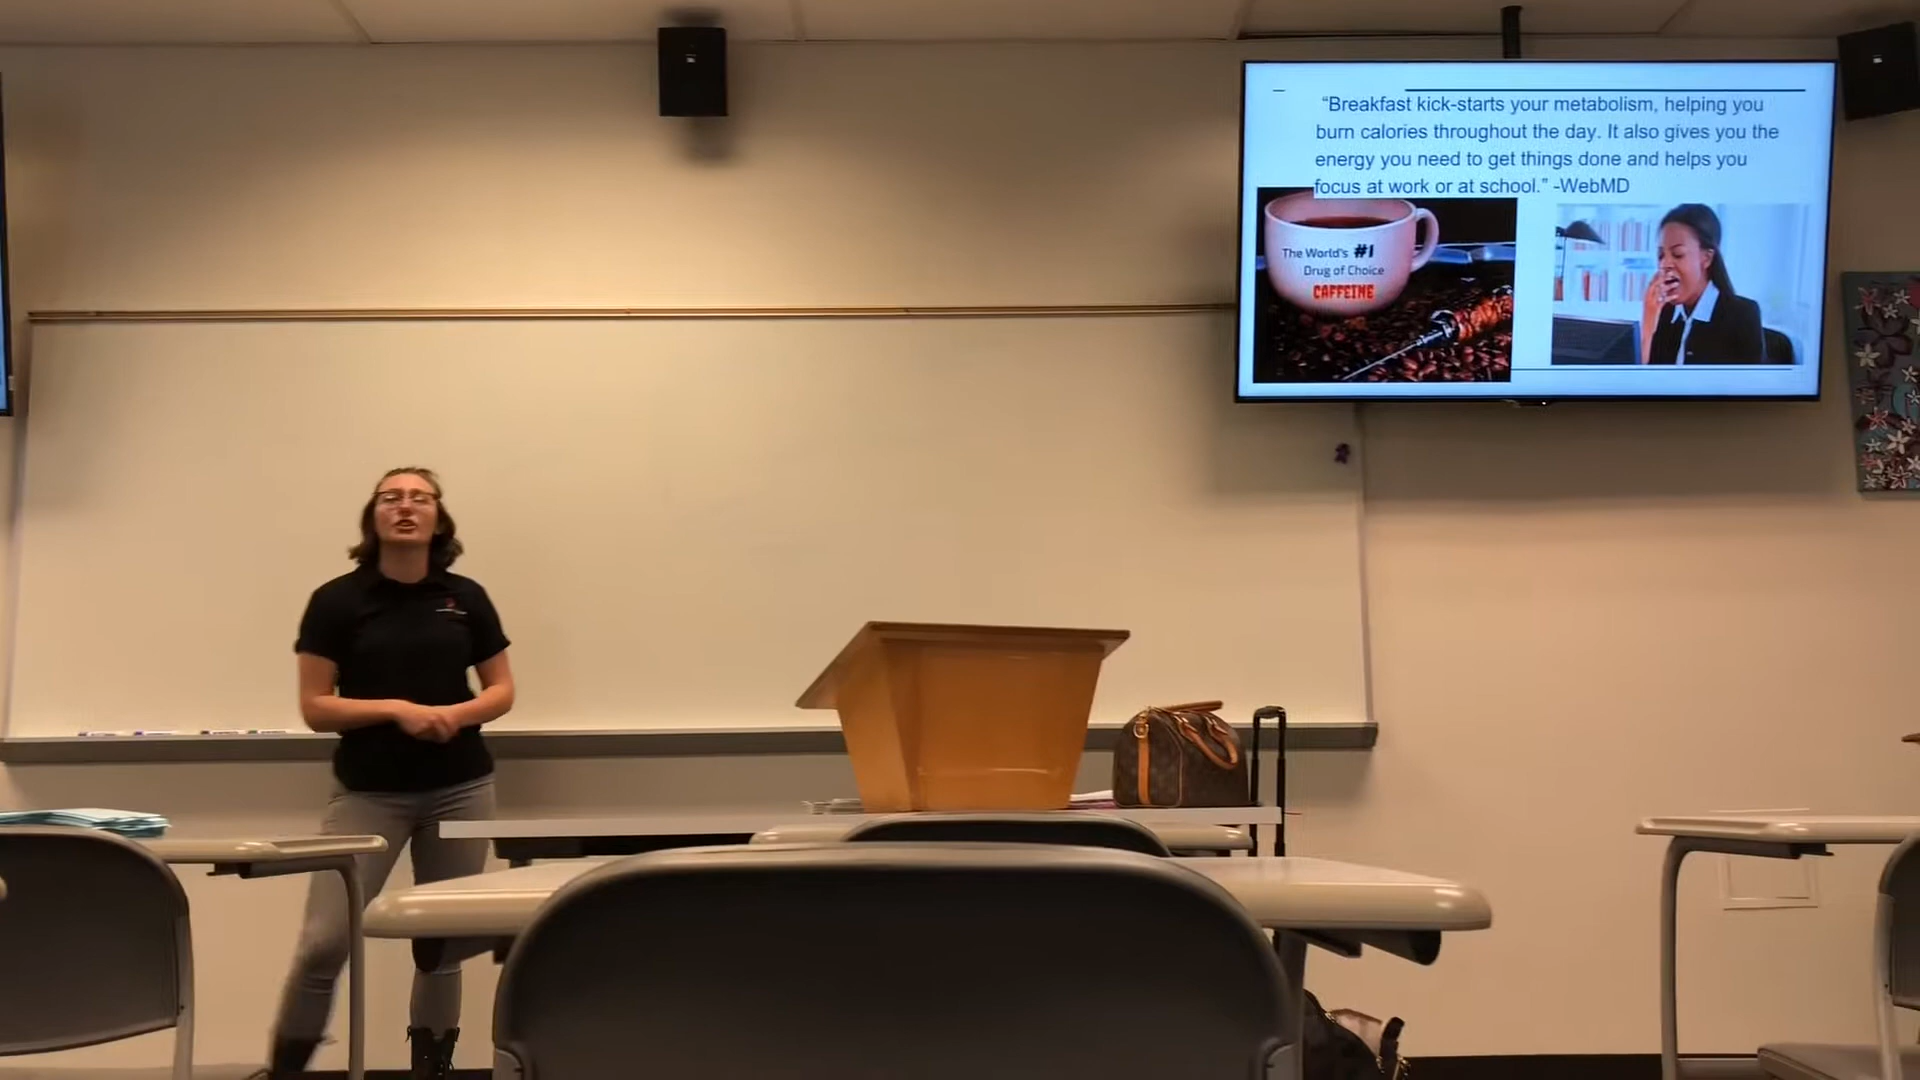 “Breakfast kick-starts your metabolism, helping you
burn calories throughout the day. It also gives you the
energy you need to get things done and helps you
focus at work or at school.” -WebMD
The World's #1
Drug of Choice
CAFFEINE